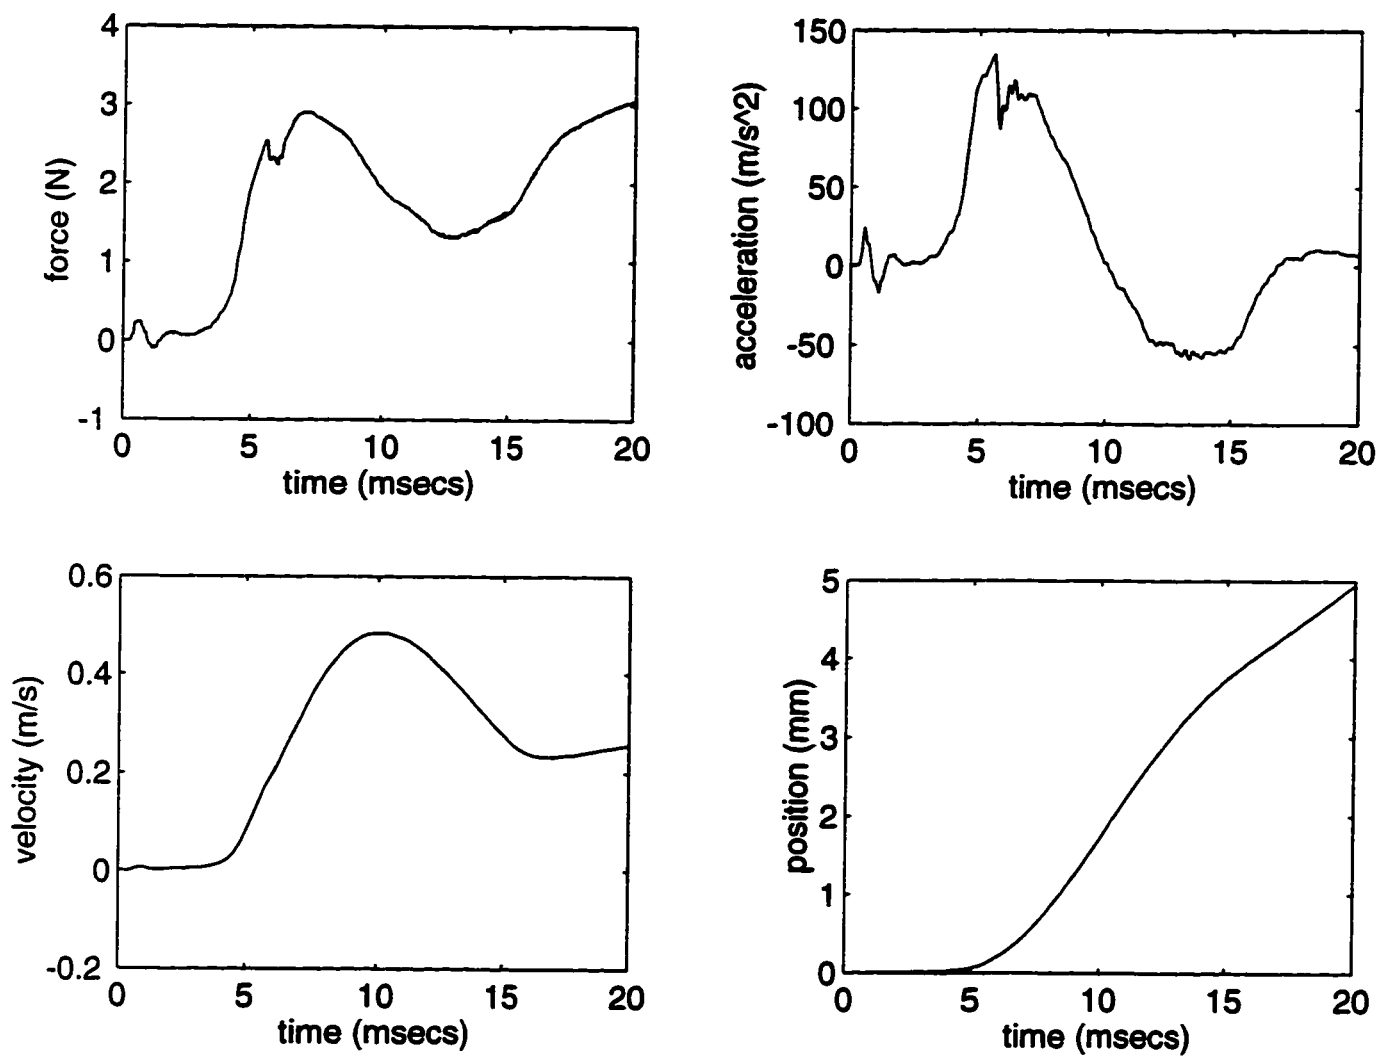 4
3
2
1
0
-1
force (N)
0 5 10 15 20
time (msecs)
150
100
50
0
-50
-100
acceleration (m/s^2)
0 5 10 15 20
time (msecs)
0.6
0.4
0.2
0
-0.2
velocity (m/s)
0 5 10 15 20
time (msecs)
5
4
3
2
1
0
position (mm)
0 5 10 15 20
time (msecs)